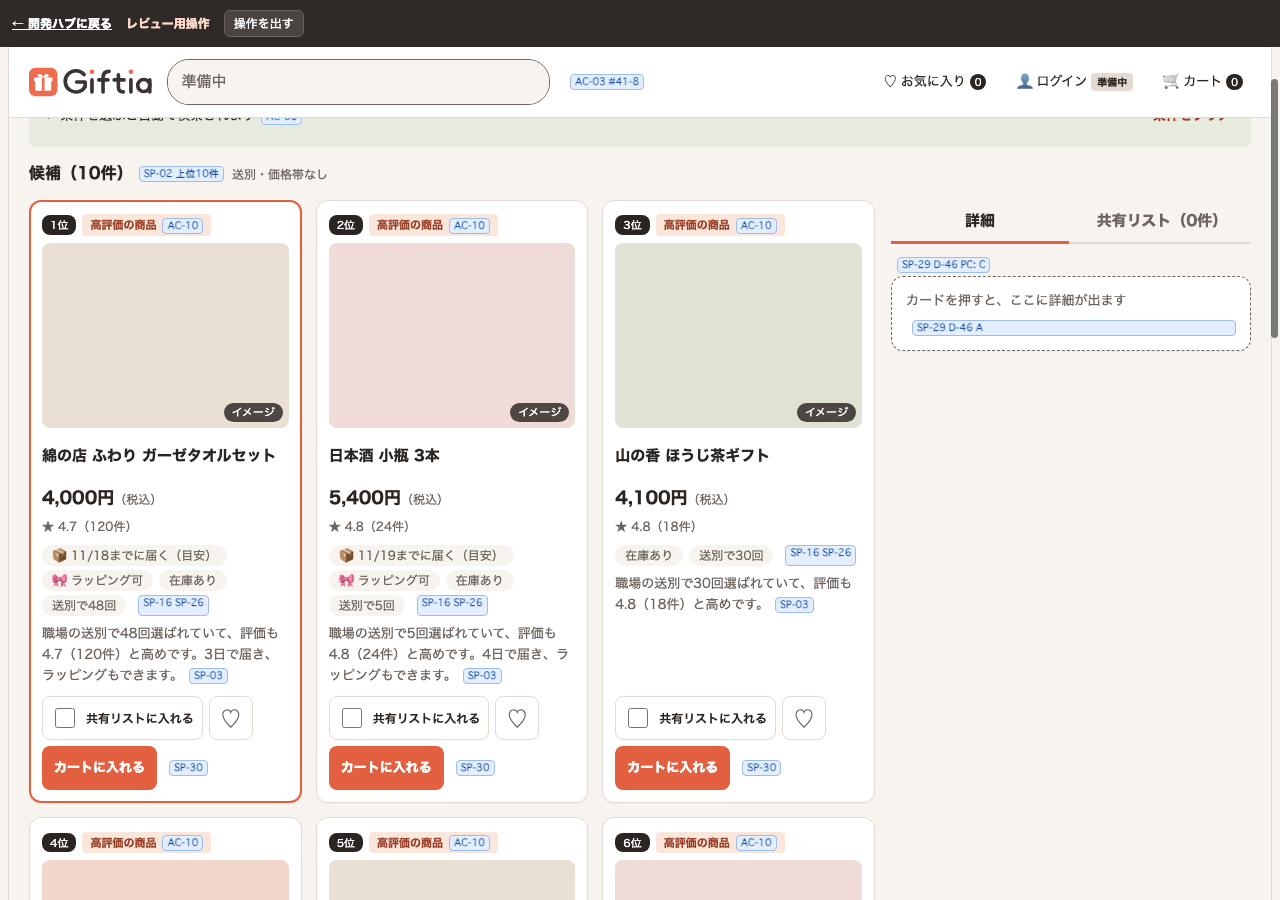 ← 開発ハブに戻る レビュー用操作 操作を出す
Giftia 準備中 AC-03 #41-8 ♡ お気に入り 0 👤 ログイン 準備中 🛒 カート 0
候補（10件） SP-02 上位10件 送別・価格帯なし
1位 高評価の商品 AC-10
イメージ
綿の店 ふわり ガーゼタオルセット
4,000円（税込）
★ 4.7（120件）
📦 11/18までに届く（目安）
🎀 ラッピング可 在庫あり
送別で48回 SP-16 SP-26
職場の送別で48回選ばれていて、評価も
4.7（120件）と高めです。3日で届き、
ラッピングもできます。 SP-03
共有リストに入れる ♡
カートに入れる SP-30
2位 高評価の商品 AC-10
イメージ
日本酒 小瓶 3本
5,400円（税込）
★ 4.8（24件）
📦 11/19までに届く（目安）
🎀 ラッピング可 在庫あり
送別で5回 SP-16 SP-26
職場の送別で5回選ばれていて、評価も
4.8（24件）と高めです。4日で届き、ラ
ッピングもできます。 SP-03
共有リストに入れる ♡
カートに入れる SP-30
3位 高評価の商品 AC-10
イメージ
山の香 ほうじ茶ギフト
4,100円（税込）
★ 4.8（18件）
在庫あり 送別で30回 SP-16 SP-26
職場の送別で30回選ばれていて、評価も
4.8（18件）と高めです。 SP-03
共有リストに入れる ♡
カートに入れる SP-30
詳細 共有リスト（0件）
SP-29 D-46 PC: C
カードを押すと、ここに詳細が出ます
SP-29 D-46 A
4位 高評価の商品 AC-10
5位 高評価の商品 AC-10
6位 高評価の商品 AC-10